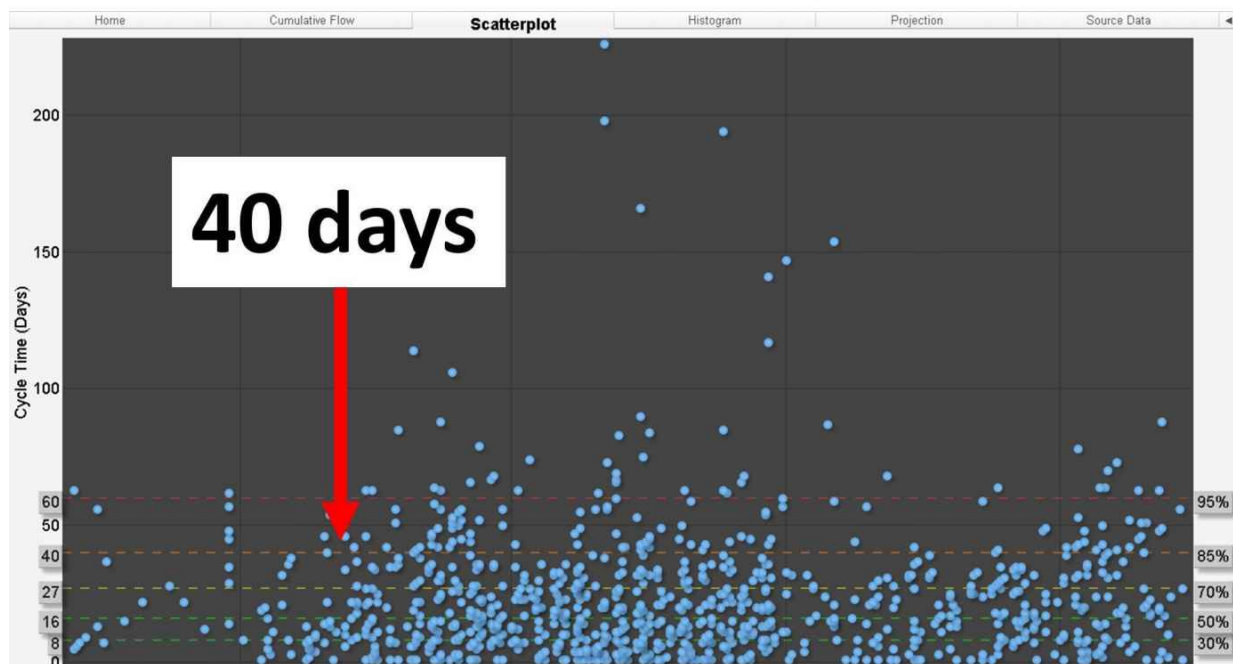 Home
Cumulative Flow
Scatterplot
Histogram
Projection
Source Data
200
40 days
150
Cycle Time (Days)
100
60
95%
50
40
85%
27
70%
16
50%
8
30%
0